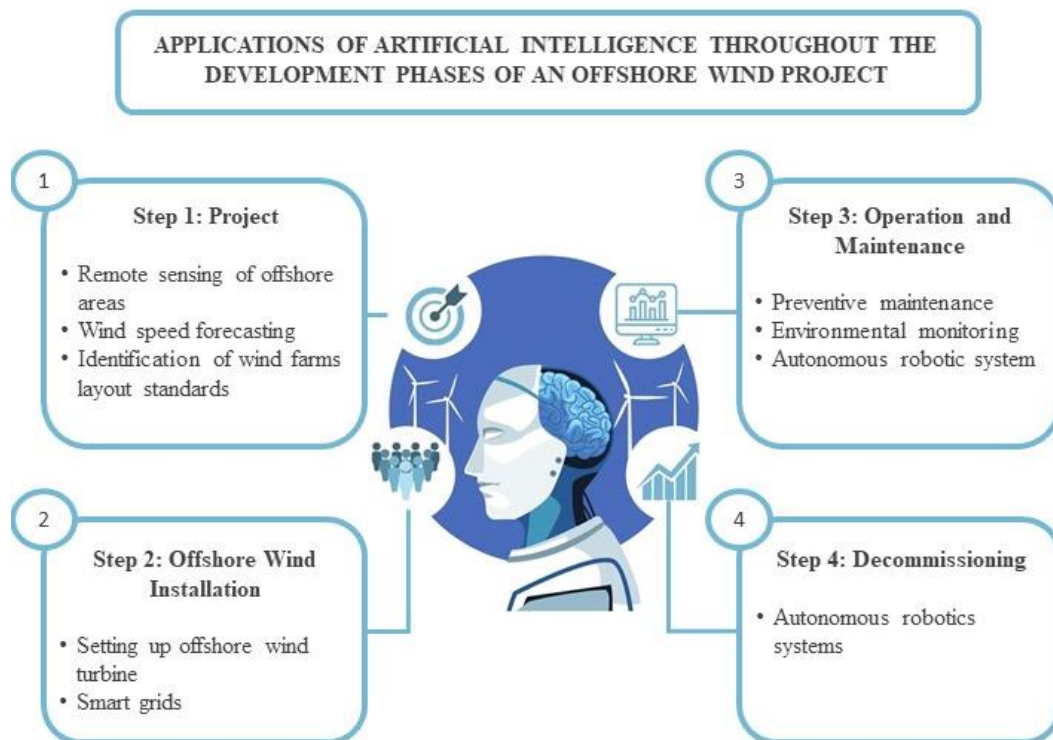 APPLICATIONS OF ARTIFICIAL INTELLIGENCE THROUGHOUT THE
DEVELOPMENT PHASES OF AN OFFSHORE WIND PROJECT
1
Step 1: Project
• Remote sensing of offshore
areas
• Wind speed forecasting
• Identification of wind farms
layout standards
2
Step 2: Offshore Wind
Installation
• Setting up offshore wind
turbine
• Smart grids
3
Step 3: Operation and
Maintenance
• Preventive maintenance
• Environmental monitoring
• Autonomous robotic system
4
Step 4: Decommissioning
• Autonomous robotics
systems